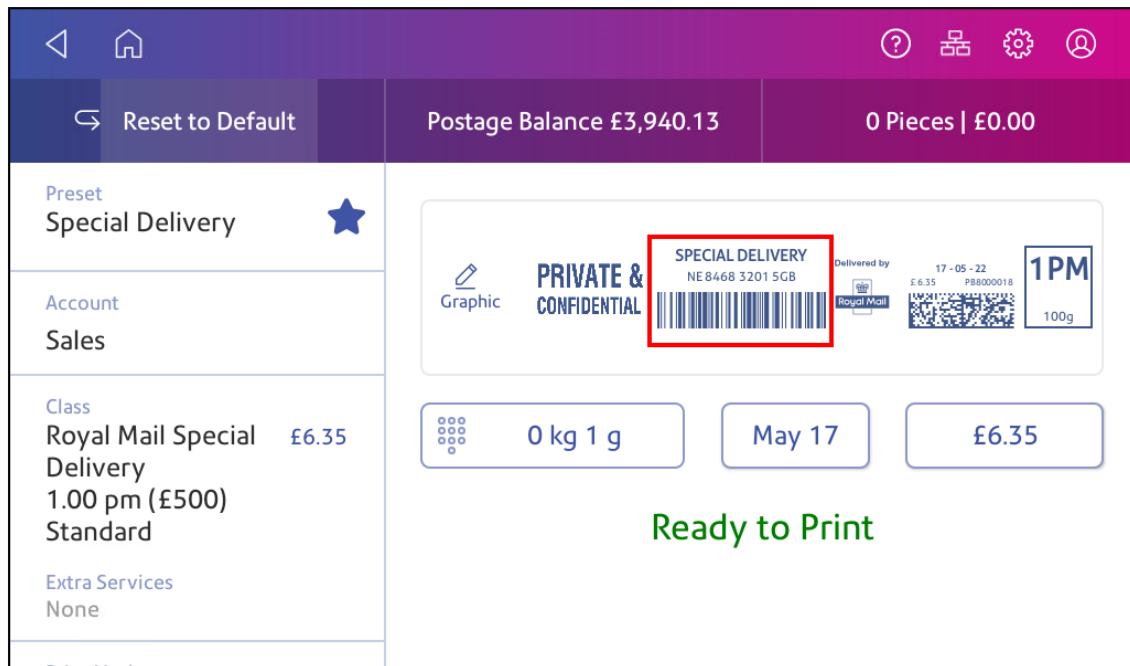 Reset to Default
Postage Balance £3,940.13
0 Pieces | £0.00
Preset
Special Delivery
Account
Sales
Class
Royal Mail Special £6.35
Delivery
1.00 pm (£500)
Standard
Extra Services
None
Graphic
PRIVATE &
CONFIDENTIAL
SPECIAL DELIVERY
NE 8468 3201 5GB
Delivered by
Royal Mail
17 - 05 - 22
£6.35 PB8000018
1PM
100g
0 kg 1 g
May 17
£6.35
Ready to Print